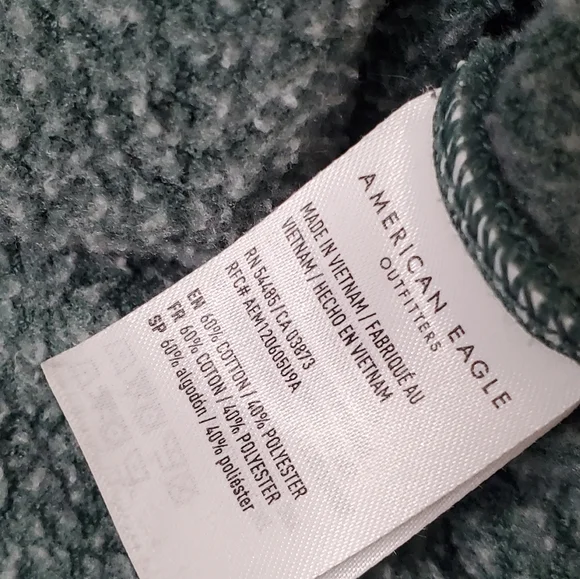 AMERICAN EAGLE
OUTFITTERS
MADE IN VIETNAM / FABRIQUÉ AU
VIETNAM / HECHO EN VIETNAM
RN 54485 / CA 03873
RFC# AEM120605U9A
EN 60% COTTON / 40% POLYESTER
FR 60% COTON / 40% POLYESTER
SP 60% algodón / 40% poliéster